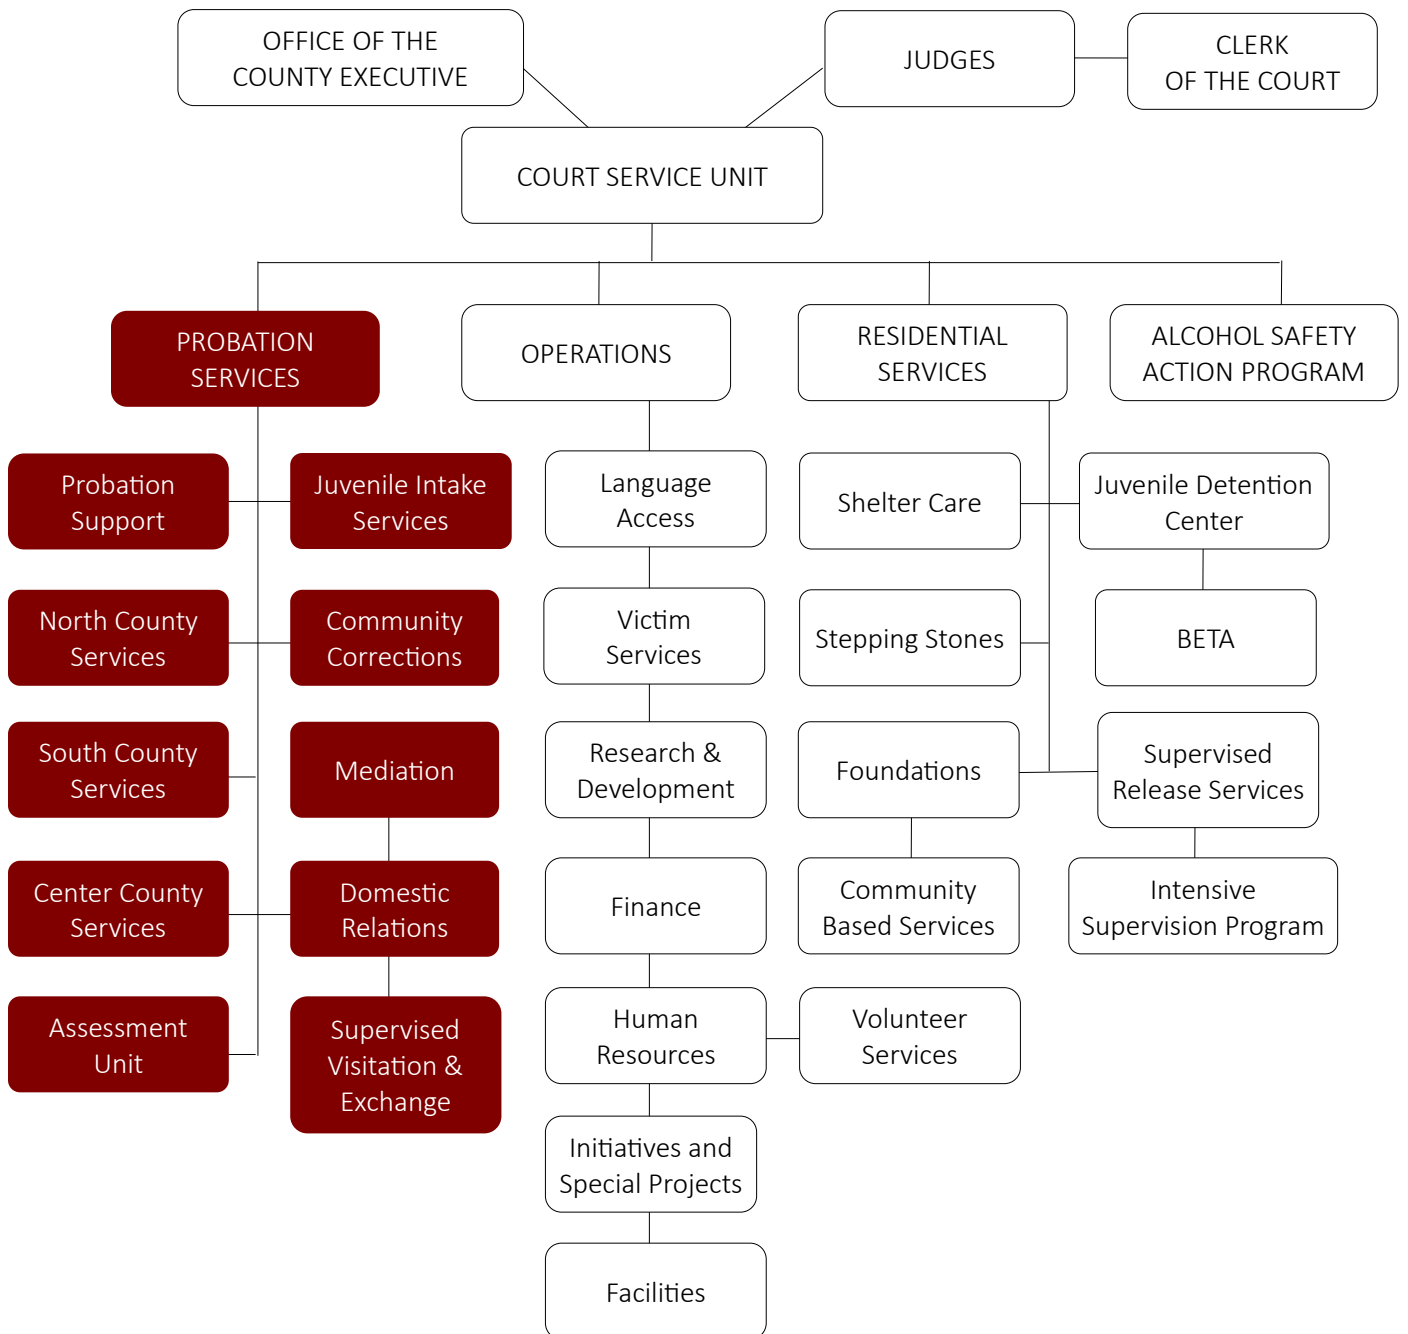 OFFICE OF THE
COUNTY EXECUTIVE
JUDGES
CLERK
OF THE COURT
COURT SERVICE UNIT
PROBATION
SERVICES
OPERATIONS
RESIDENTIAL
SERVICES
ALCOHOL SAFETY
ACTION PROGRAM
Probation
Support
Juvenile Intake
Services
Language
Access
Shelter Care
Juvenile Detention
Center
North County
Services
Community
Corrections
Victim
Services
Stepping Stones
BETA
South County
Services
Mediation
Research &
Development
Foundations
Supervised
Release Services
Center County
Services
Domestic
Relations
Finance
Community
Based Services
Intensive
Supervision Program
Assessment
Unit
Supervised
Visitation &
Exchange
Human
Resources
Volunteer
Services
Initiatives and
Special Projects
Facilities